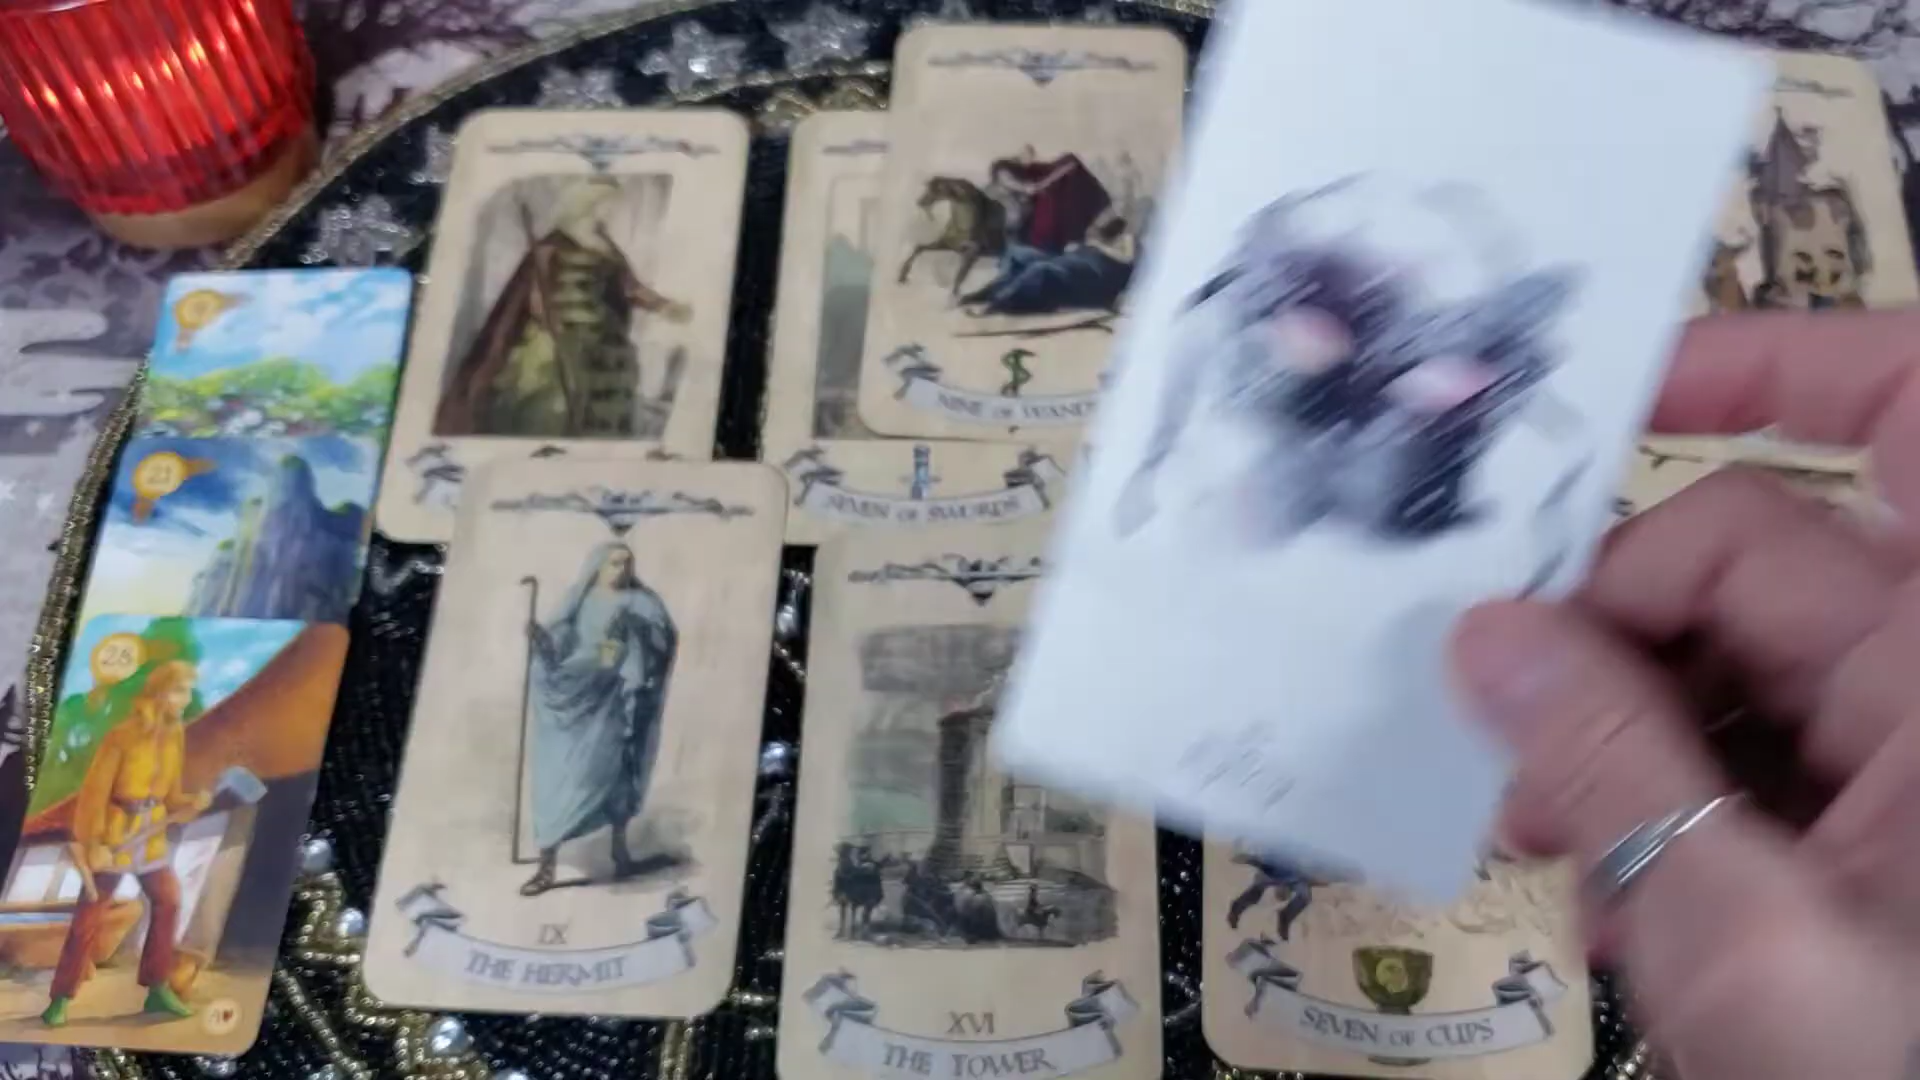 NINE OF WANDS
SEVEN OF SWORDS
21
28
IX
THE HERMIT
XVI
THE TOWER
SEVEN OF CUPS